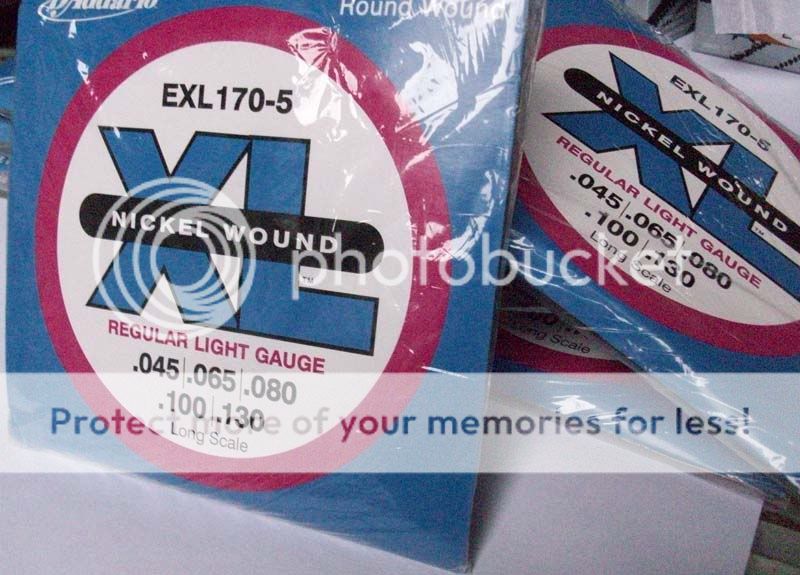 D'Addario
Round Wound
EXL170-5
XL
NICKEL WOUND
REGULAR LIGHT GAUGE
.045 .065 .080
.100 .130
Long Scale
EXL170-5
XL
NICKEL WOUND
REGULAR LIGHT GAUGE
.045 .065 .080
.100 .130
Long Scale
photobucket
Protect more of your memories for less!